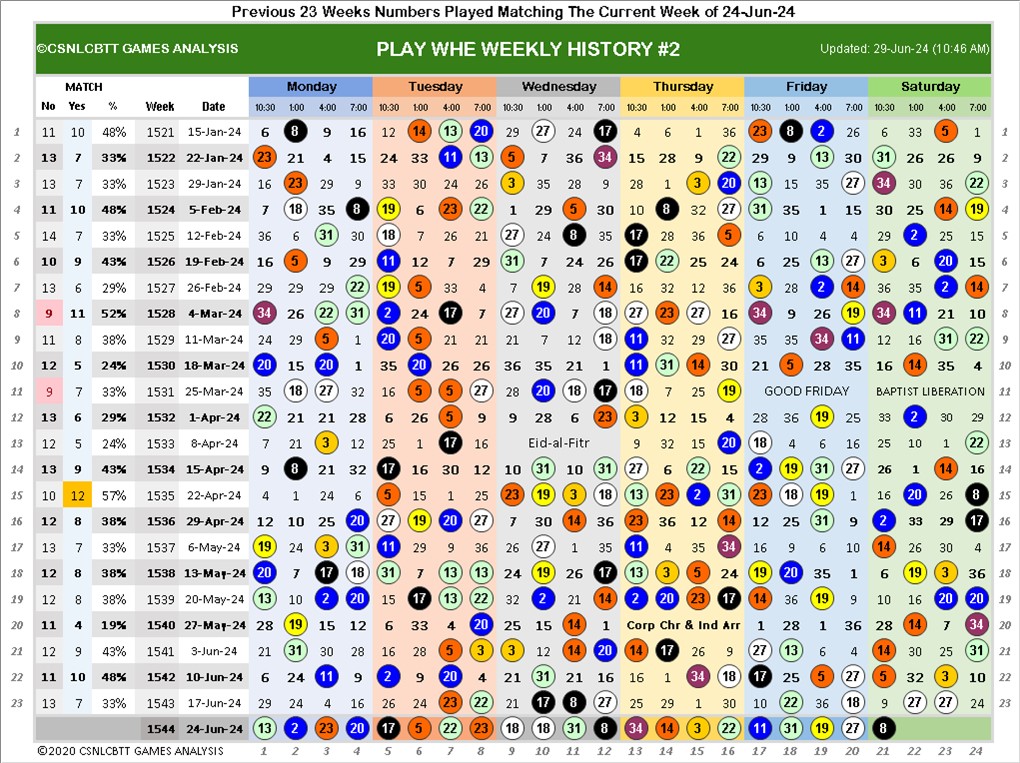 Previous 23 Weeks Numbers Played Matching The Current Week of 24-Jun-24
©CSNLCBTT GAMES ANALYSIS PLAY WHE WEEKLY HISTORY #2 Updated: 29-Jun-24 (10:46 AM)
MATCH Monday Tuesday Wednesday Thursday Friday Saturday
No Yes % Week Date 10:30 1:00 4:00 7:00 10:30 1:00 4:00 7:00 10:30 1:00 4:00 7:00 10:30 1:00 4:00 7:00 10:30 1:00 4:00 7:00 10:30 1:00 4:00 7:00
1 11 10 48% 1521 15-Jan-24 6 8 9 16 12 14 13 20 29 27 24 17 4 6 1 36 23 8 2 26 6 33 5 1 1
2 13 7 33% 1522 22-Jan-24 23 21 4 15 24 33 11 13 5 7 36 34 15 28 9 22 29 9 13 30 31 26 26 9 2
3 13 7 33% 1523 29-Jan-24 16 23 29 9 33 30 24 26 3 35 28 9 28 1 3 20 13 15 35 27 34 30 36 22 3
4 11 10 48% 1524 5-Feb-24 7 18 35 8 19 6 23 22 1 29 5 30 10 8 32 27 31 35 1 15 30 25 14 19 4
5 14 7 33% 1525 12-Feb-24 36 6 31 30 18 7 26 21 27 24 8 35 17 28 36 5 6 10 4 4 29 2 25 15 5
6 10 9 43% 1526 19-Feb-24 16 5 9 29 11 12 7 29 31 7 24 26 17 22 25 24 6 25 13 27 3 6 20 15 6
7 13 6 29% 1527 26-Feb-24 29 29 29 22 19 5 33 4 7 19 28 14 16 32 12 36 3 28 2 14 36 35 2 14 7
8 9 11 52% 1528 4-Mar-24 34 26 22 31 2 24 17 7 27 20 7 18 27 23 27 16 34 9 26 19 34 11 21 10 8
9 11 8 38% 1529 11-Mar-24 24 29 5 1 20 5 21 21 21 7 12 18 11 32 29 27 35 35 34 11 12 16 31 22 9
10 12 5 24% 1530 18-Mar-24 20 15 20 1 35 20 26 26 36 35 21 1 11 31 14 30 21 5 28 10 16 14 35 4 10
11 9 7 33% 1531 25-Mar-24 35 18 27 32 16 5 5 27 28 20 18 17 18 7 25 19 GOOD FRIDAY BAPTIST LIBERATION 11
12 13 6 29% 1532 1-Apr-24 22 21 21 28 6 26 5 9 9 28 6 23 3 12 15 4 28 36 19 25 33 2 30 29 12
13 12 5 24% 1533 8-Apr-24 7 21 3 12 25 1 17 16 Eid-al-Fitr 9 32 15 20 18 4 6 16 25 10 1 22 13
14 13 9 43% 1534 15-Apr-24 9 8 21 32 17 16 30 12 10 31 10 31 27 6 22 15 2 19 31 27 26 1 14 14 14
15 10 12 57% 1535 22-Apr-24 4 1 24 6 5 15 1 25 23 19 3 18 13 23 2 31 23 18 19 1 16 20 26 8 15
16 12 8 38% 1536 29-Apr-24 12 10 25 20 27 19 20 27 7 30 14 36 23 36 12 14 12 25 31 9 2 33 29 17 16
17 13 7 33% 1537 6-May-24 19 24 3 31 11 29 9 36 26 27 1 35 11 4 35 34 16 9 6 10 14 26 30 4 17
18 12 8 38% 1538 13-May-24 20 7 17 18 31 7 13 13 24 19 26 17 14 3 5 24 19 20 35 1 6 19 3 36 18
19 12 8 38% 1539 20-May-24 13 10 2 20 15 17 13 22 32 2 21 14 2 20 23 17 14 36 19 9 10 16 20 20 19
20 11 4 19% 1540 27-May-24 28 19 15 12 6 33 4 20 25 15 14 1 Corp Chr & Ind Arr 1 28 1 36 28 14 7 34 20
21 12 9 43% 1541 3-Jun-24 21 31 30 28 16 28 5 3 3 12 14 20 14 17 26 9 27 13 6 4 14 30 25 31 21
22 11 10 48% 1542 10-Jun-24 6 24 11 9 2 9 20 4 21 31 21 16 16 1 34 18 17 25 5 27 5 32 3 10 22
23 13 7 33% 1543 17-Jun-24 29 24 4 16 26 24 23 22 10 17 8 23 25 29 1 30 28 22 36 18 9 27 27 24 23
1544 24-Jun-24 13 2 23 20 17 5 22 23 18 18 31 8 34 14 3 22 11 31 19 27 8
©2020 CSNLCBTT GAMES ANALYSIS 1 2 3 4 5 6 7 8 9 10 11 12 13 14 15 16 17 18 19 20 21 22 23 24